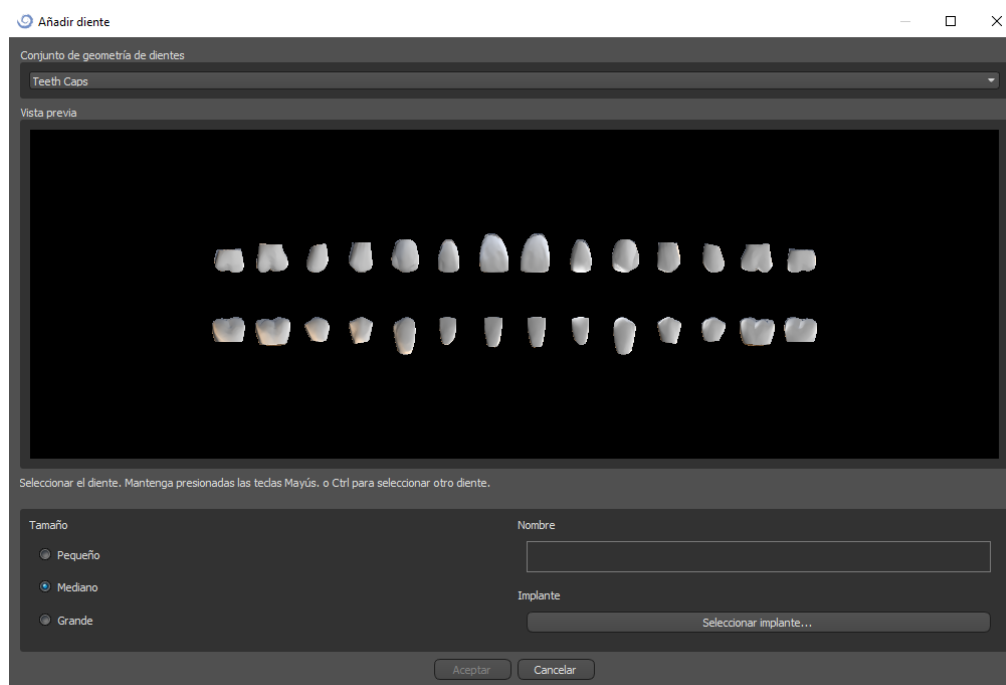 Añadir diente
Conjunto de geometría de dientes
Teeth Caps
Vista previa
Seleccionar el diente. Mantenga presionadas las teclas Mayús. o Ctrl para seleccionar otro diente.
Tamaño
Pequeño
Mediano
Grande
Nombre
Implante
Seleccionar implante...
Aceptar
Cancelar